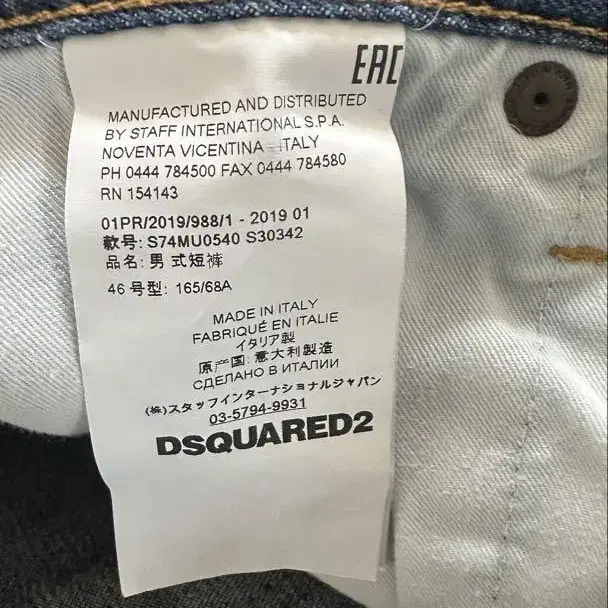 EAC
MANUFACTURED AND DISTRIBUTED
BY STAFF INTERNATIONAL S.P.A.
NOVENTA VICENTINA - ITALY
PH 0444 784500 FAX 0444 784580
RN 154143
01PR/2019/988/1 - 2019 01
款号: S74MU0540 S30342
品名: 男式短裤
46 号型: 165/68A
MADE IN ITALY
FABRIQUÉ EN ITALIE
イタリア製
原产国: 意大利製造
СДЕЛАНО В ИТАЛИИ
(株)スタッフインターナショナルジャパン
03-5794-9931
DSQUARED2